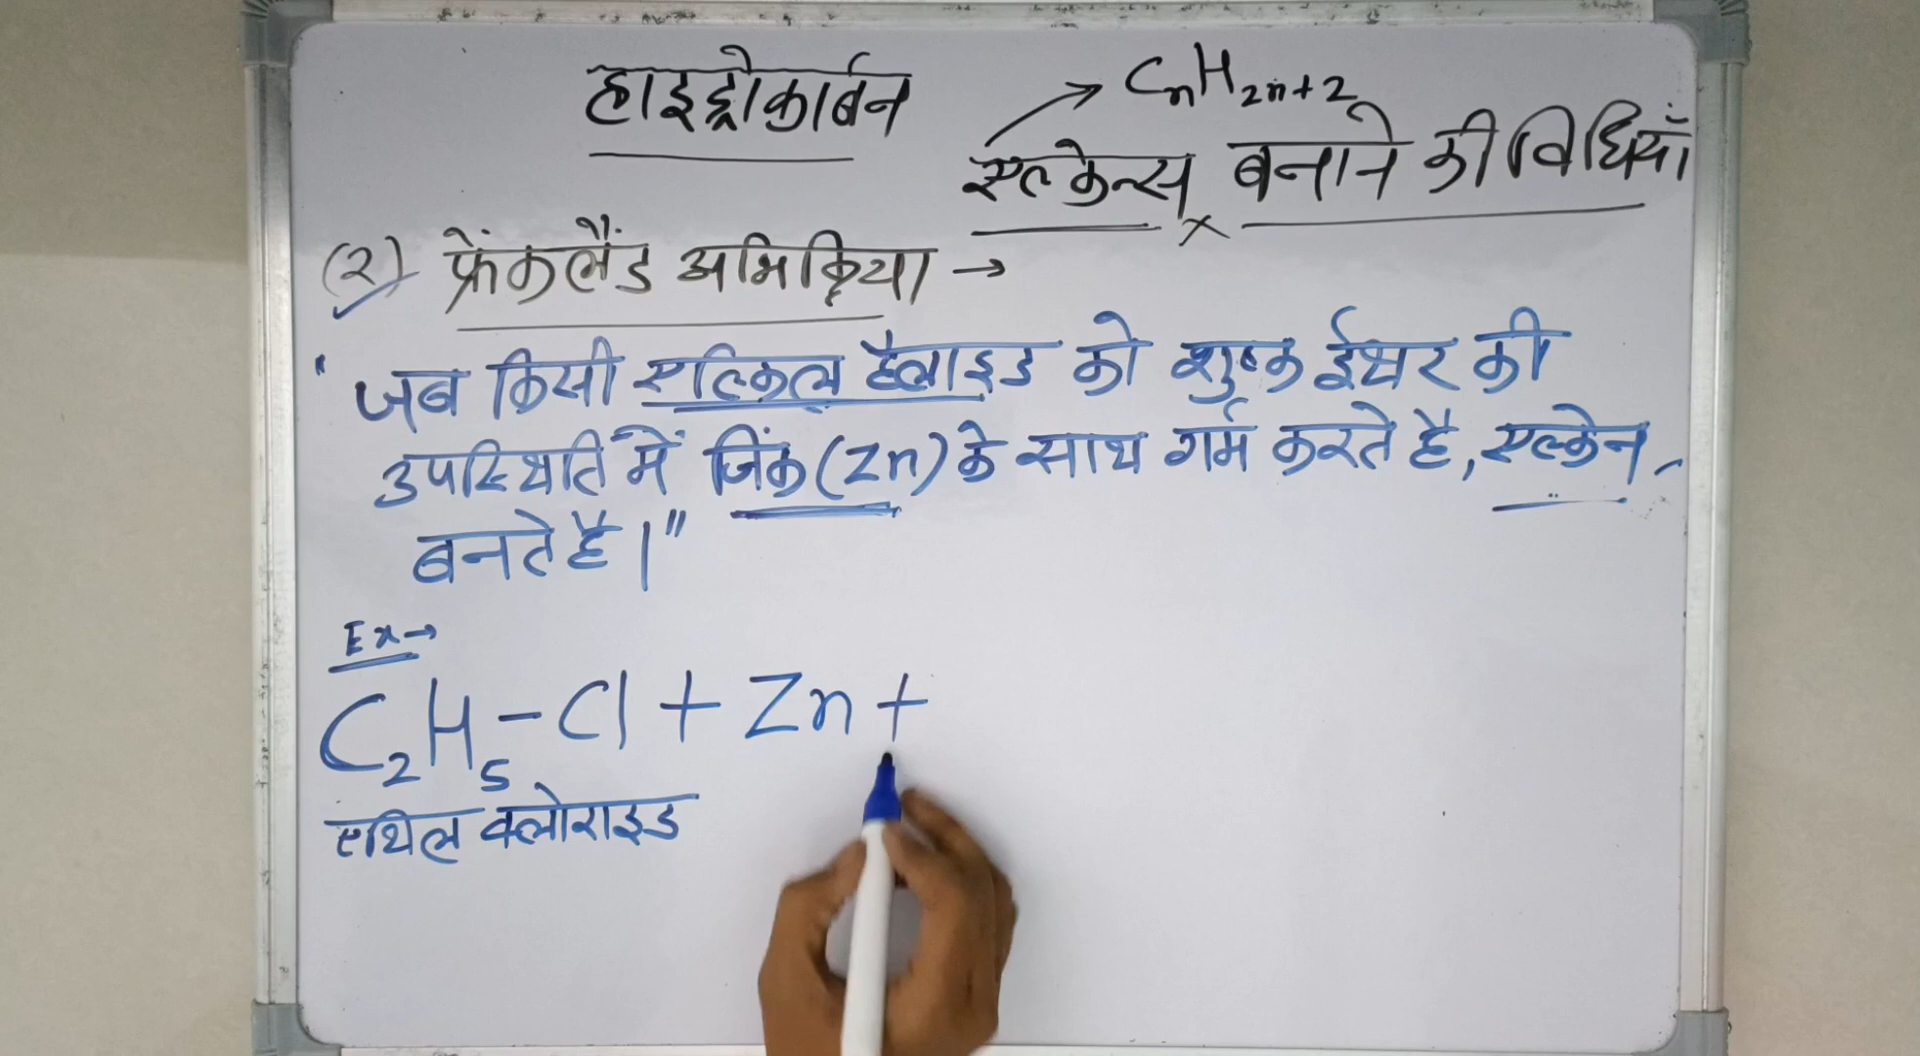 हाइड्रोकार्बन
CnH2n+2
एल्केन्स बनाने की विधियाँ
(2) फ्रेंकलैंड अभिक्रिया →
"जब किसी एल्किल हैलाइड को शुष्क ईथर की
उपस्थिति में जिंक (Zn) के साथ गर्म करते है, एल्केन
बनते है।"
Ex→
C2H5-Cl + Zn +
एथिल क्लोराइड